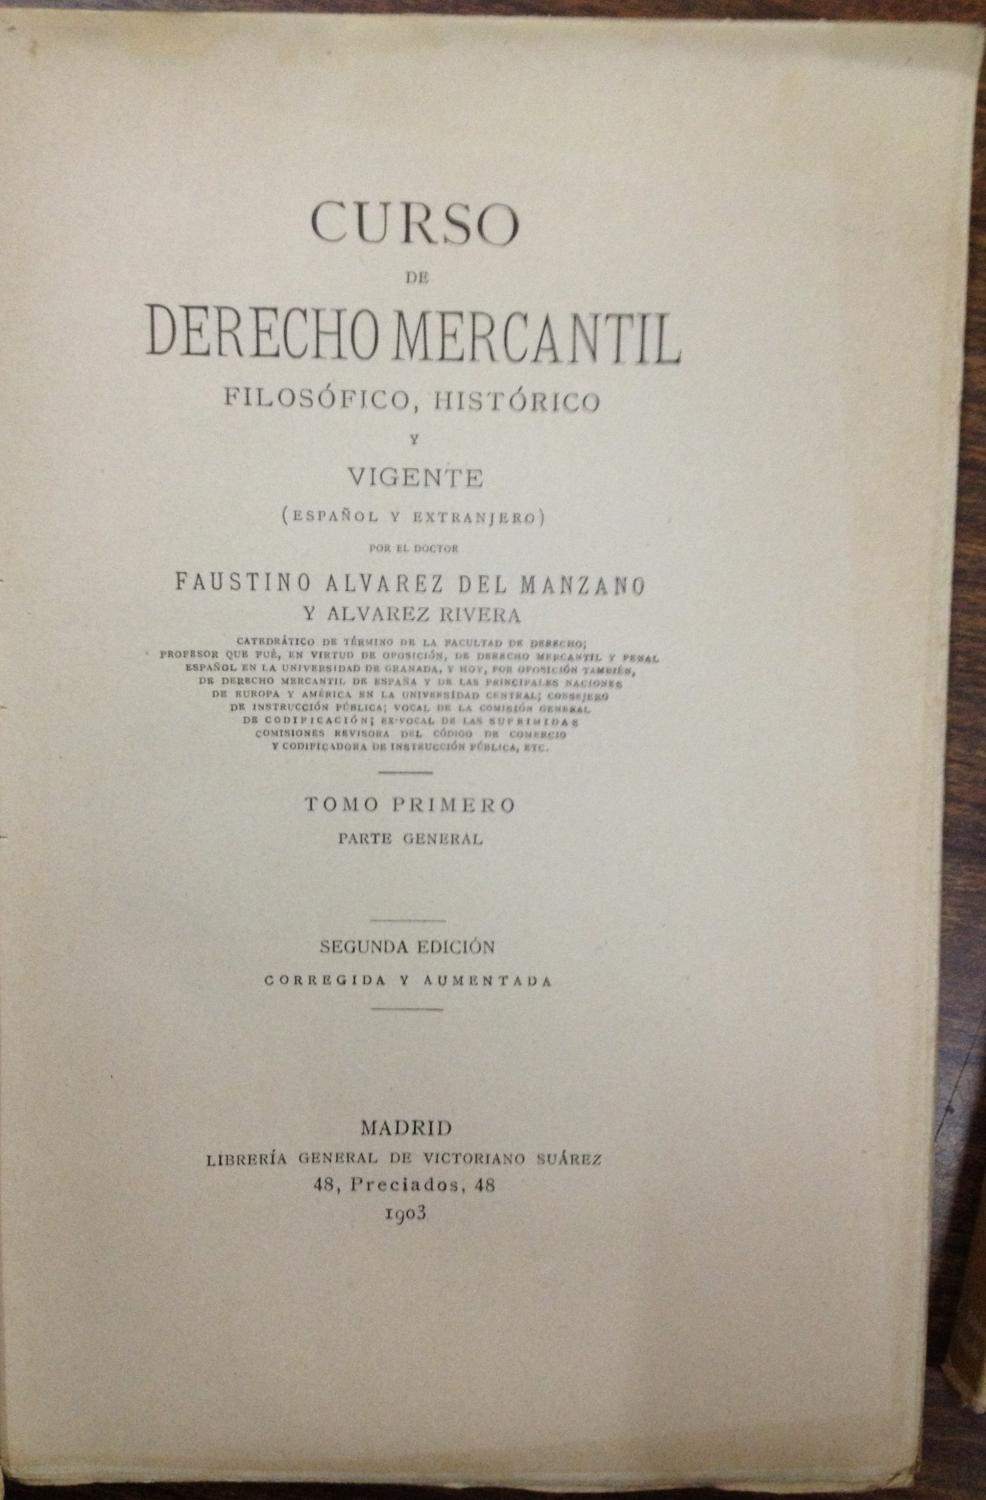 CURSO
DE
DERECHO MERCANTIL
FILOSÓFICO, HISTÓRICO
Y
VIGENTE
(ESPAÑOL Y EXTRANJERO)
POR EL DOCTOR
FAUSTINO ALVAREZ DEL MANZANO
Y ALVAREZ RIVERA
CATEDRÁTICO DE TÉRMINO DE LA FACULTAD DE DERECHO;
PROFESOR QUE FUÉ, EN VIRTUD DE OPOSICIÓN, DE DERECHO MERCANTIL Y PENAL
ESPAÑOL EN LA UNIVERSIDAD DE GRANADA, Y HOY, POR OPOSICIÓN TAMBIÉN,
DE DERECHO MERCANTIL DE ESPAÑA Y DE LAS PRINCIPALES NACIONES
DE EUROPA Y AMÉRICA EN LA UNIVERSIDAD CENTRAL; CONSEJERO
DE INSTRUCCIÓN PÚBLICA; VOCAL DE LA COMISIÓN GENERAL
DE CODIFICACIÓN; EX-VOCAL DE LAS SUPRIMIDAS
COMISIONES REVISORA DEL CÓDIGO DE COMERCIO
Y CODIFICADORA DE INSTRUCCIÓN PÚBLICA, ETC.
TOMO PRIMERO
PARTE GENERAL
SEGUNDA EDICIÓN
CORREGIDA Y AUMENTADA
MADRID
LIBRERÍA GENERAL DE VICTORIANO SUÁREZ
48, Preciados, 48
1903